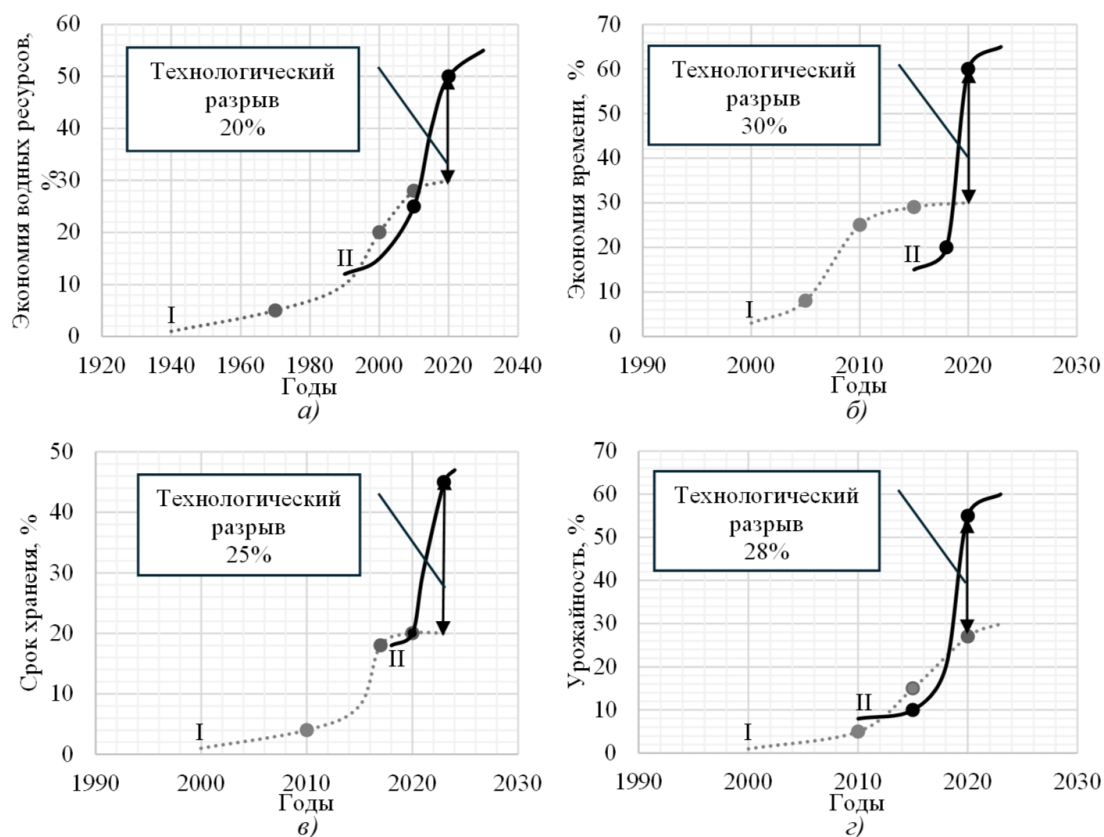 Экономия водных ресурсов, %
60
50
40
30
20
10
0
Технологический
разрыв
20%
I
II
1920 1940 1960 1980 2000 2020 2040
Годы
а)
Экономия времени, %
70
60
50
40
30
20
10
0
Технологический
разрыв
30%
I
II
1990 2000 2010 2020 2030
Годы
б)
Срок хранеия, %
50
40
30
20
10
0
Технологический
разрыв
25%
I
II
1990 2000 2010 2020 2030
Годы
в)
Урожайность, %
70
60
50
40
30
20
10
0
Технологический
разрыв
28%
I
II
1990 2000 2010 2020 2030
Годы
г)